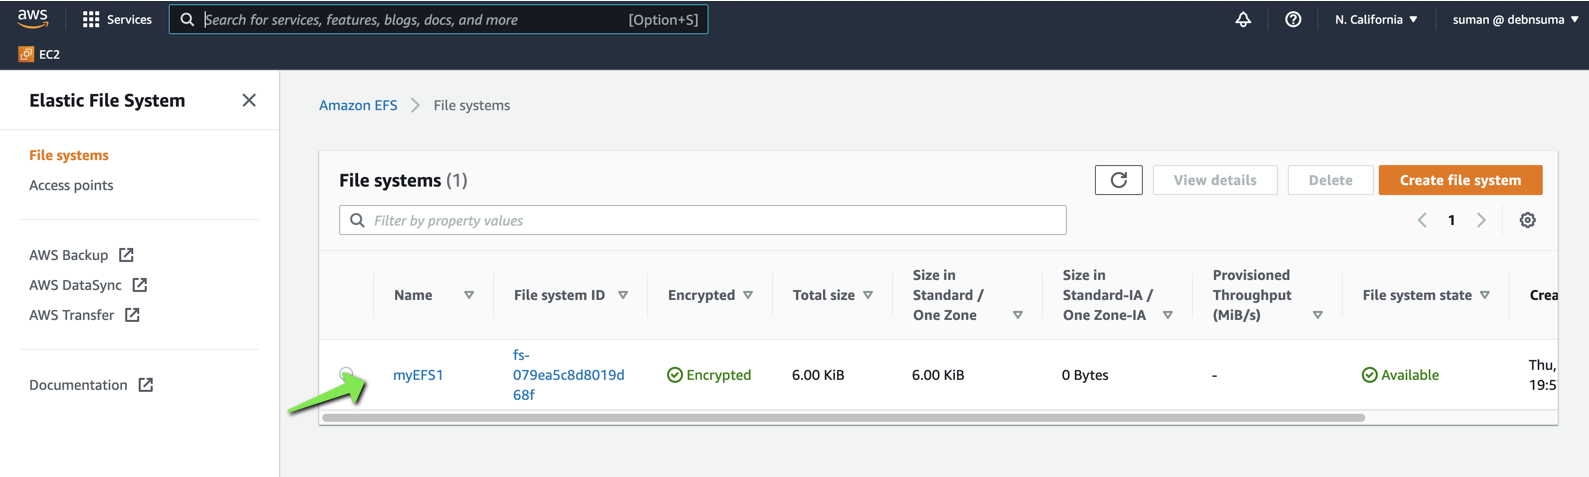 aws
Services
Search for services, features, blogs, docs, and more
[Option+S]
N. California
suman @ debnsuma
EC2
Elastic File System
File systems
Access points
AWS Backup
AWS DataSync
AWS Transfer
Documentation
Amazon EFS
File systems
File systems (1)
View details
Delete
Create file system
Filter by property values
1
Name
File system ID
Encrypted
Total size
Size in
Standard /
One Zone
Size in
Standard-IA /
One Zone-IA
Provisioned
Throughput
(MiB/s)
File system state
Crea
myEFS1
fs-
079ea5c8d8019d
68f
Encrypted
6.00 KiB
6.00 KiB
0 Bytes
-
Available
Thu,
19:5